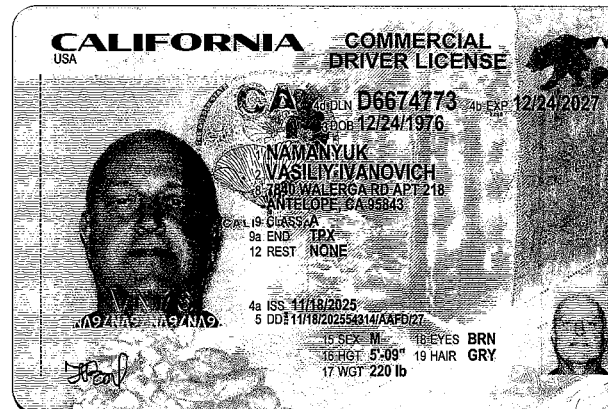 CALIFORNIA
USA
COMMERCIAL
DRIVER LICENSE
CA
4d DLN D6674773 4b EXP 12/24/2027
3 DOB 12/24/1976
1 NAMANYUK
2 VASILIY IVANOVICH
8 7840 WALERGA RD APT 218
ANTELOPE, CA 95843
9 CLASS A
9a END TPX
12 REST NONE
4a ISS 11/18/2025
5 DD 11/18/202554314/AAFD/27
15 SEX M 18 EYES BRN
16 HGT 5'-09" 19 HAIR GRY
17 WGT 220 lb